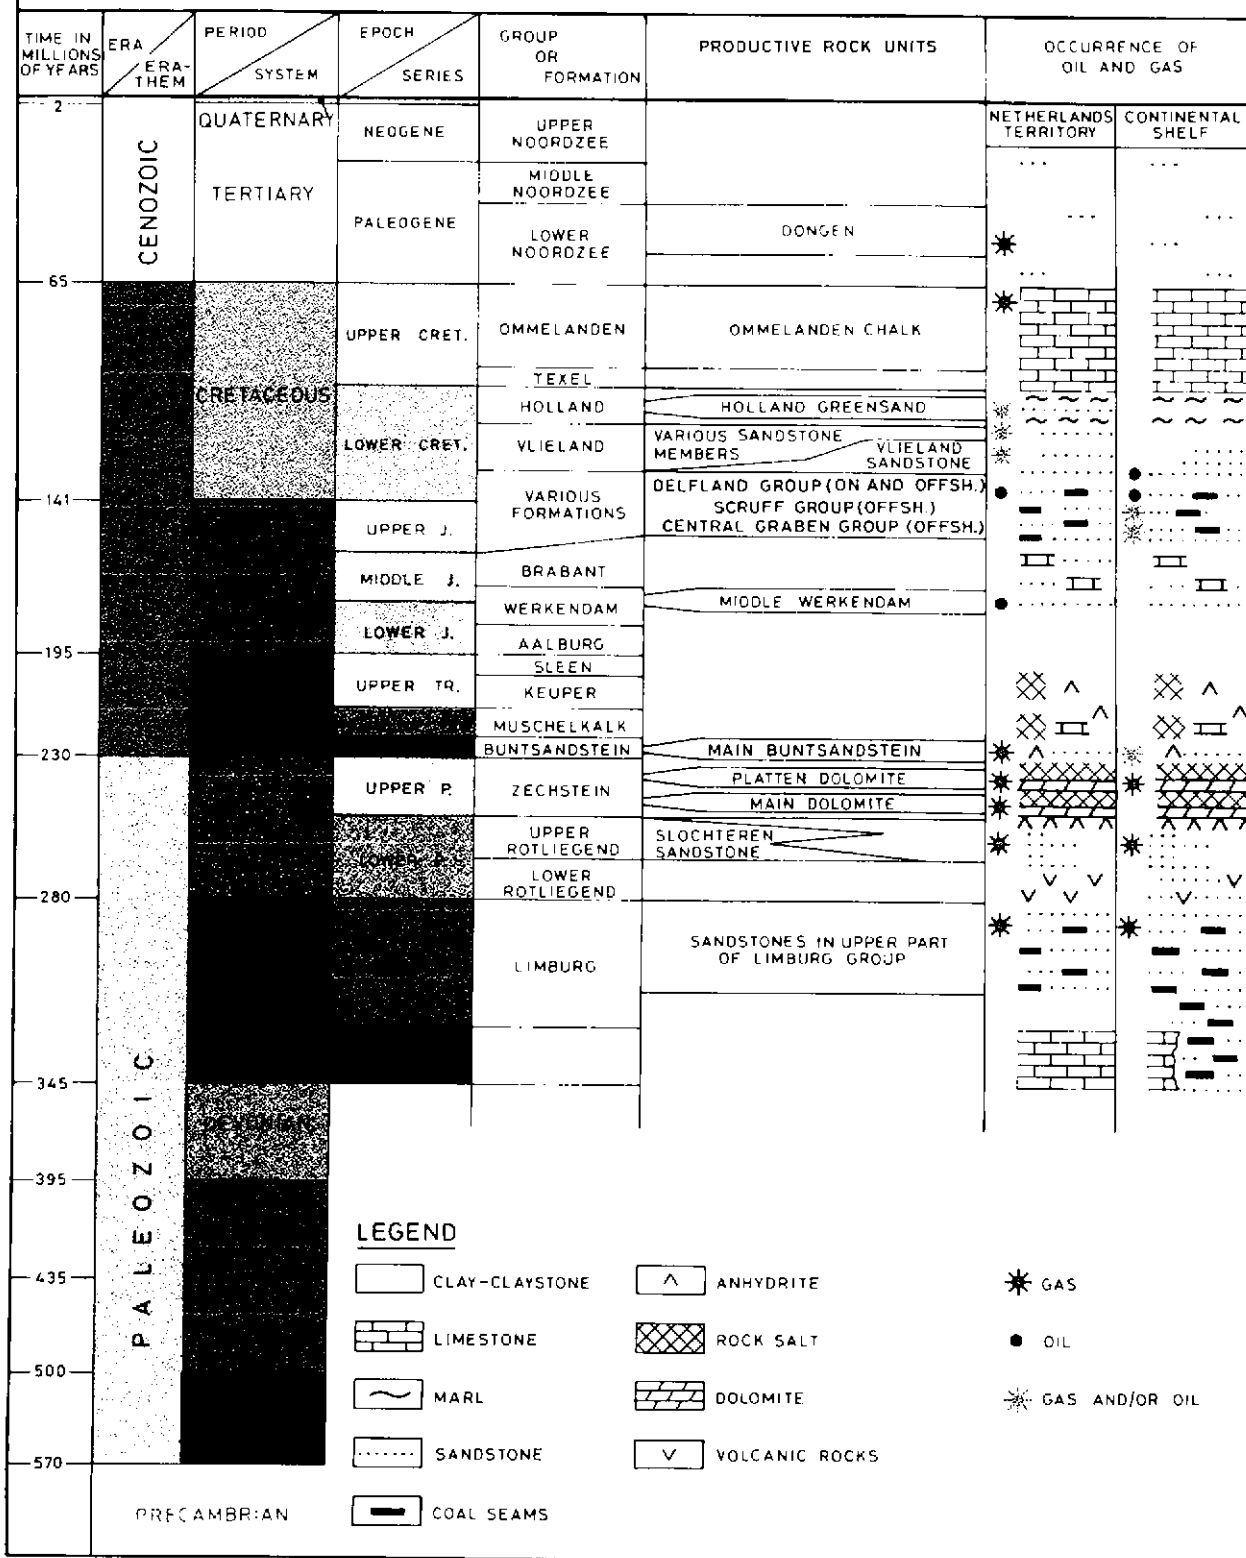 TIME IN
MILLIONS
OF YEARS
ERA
ERA-
THEM
PERIOD
SYSTEM
EPOCH
SERIES
GROUP
OR
FORMATION
PRODUCTIVE ROCK UNITS
OCCURRENCE OF
OIL AND GAS
NETHERLANDS
TERRITORY
CONTINENTAL
SHELF
2
65
141
195
230
280
345
395
435
500
570
CENOZOIC
PALEOZOIC
2
QUATERNARY
TERTIARY
CRETACEOUS
DEVONIAN
PRECAMBRIAN
NEOGENE
PALEOGENE
UPPER CRET.
LOWER CRET.
UPPER J.
MIDDLE J.
LOWER J.
UPPER TR.
UPPER P.
LOWER P.
UPPER
NOORDZEE
MIDDLE
NOORDZEE
LOWER
NOORDZEE
OMMELANDEN
TEXEL
HOLLAND
VLIELAND
VARIOUS
FORMATIONS
BRABANT
WERKENDAM
AALBURG
SLEEN
KEUPER
MUSCHELKALK
BUNTSANDSTEIN
ZECHSTEIN
UPPER
ROTLIEGEND
LOWER
ROTLIEGEND
LIMBURG
DONGEN
OMMELANDEN CHALK
HOLLAND GREENSAND
VARIOUS SANDSTONE
MEMBERS
VLIELAND
SANDSTONE
DELFLAND GROUP (ON AND OFFSH.)
SCRUFF GROUP (OFFSH.)
CENTRAL GRABEN GROUP (OFFSH.)
MIDDLE WERKENDAM
MAIN BUNTSANDSTEIN
PLATTEN DOLOMITE
MAIN DOLOMITE
SLOCHTEREN
SANDSTONE
SANDSTONES IN UPPER PART
OF LIMBURG GROUP
LEGEND
CLAY-CLAYSTONE
LIMESTONE
MARL
SANDSTONE
COAL SEAMS
ANHYDRITE
ROCK SALT
DOLOMITE
VOLCANIC ROCKS
GAS
OIL
GAS AND/OR OIL